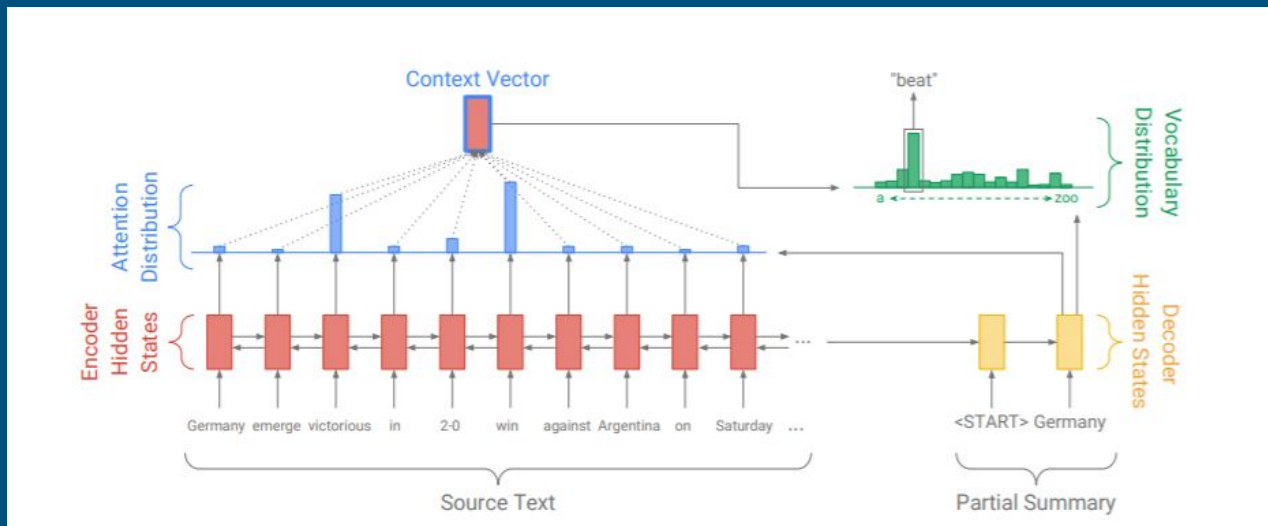 Context Vector
"beat"
Vocabulary
Distribution
a
zoo
Attention
Distribution
Encoder
Hidden
States
Decoder
Hidden States
...
Germany emerge victorious in 2-0 win against Argentina on Saturday ...
<START> Germany
Source Text
Partial Summary